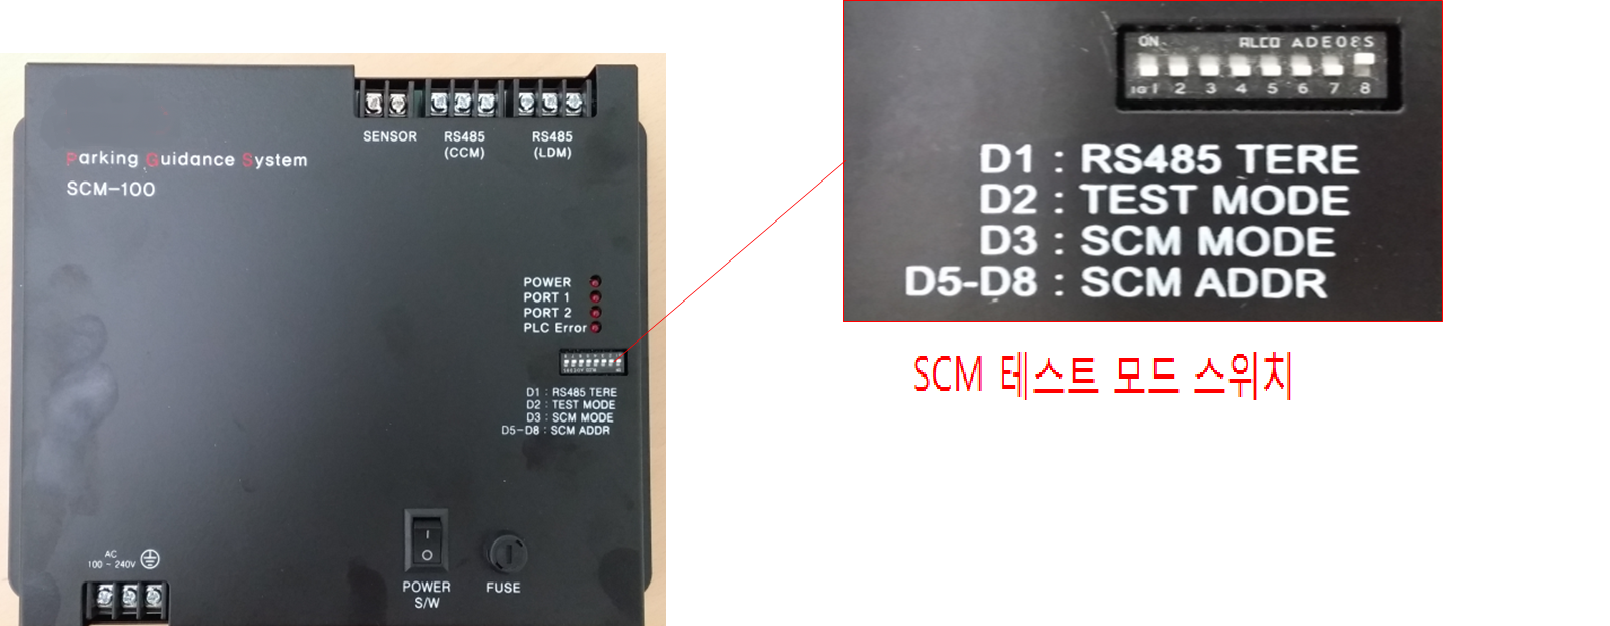 SENSOR
RS485
(CCM)
RS485
(LDM)
Parking Guidance System
SCM-100
POWER
PORT 1
PORT 2
PLC Error
D1 : RS485 TERE
D2 : TEST MODE
D3 : SCM MODE
D5-D8 : SCM ADDR
AC
100 ~ 240V
I
O
POWER
S/W
FUSE
ON ALCO ADE08S
1 2 3 4 5 6 7 8
D1 : RS485 TERE
D2 : TEST MODE
D3 : SCM MODE
D5-D8 : SCM ADDR
SCM 테스트 모드 스위치